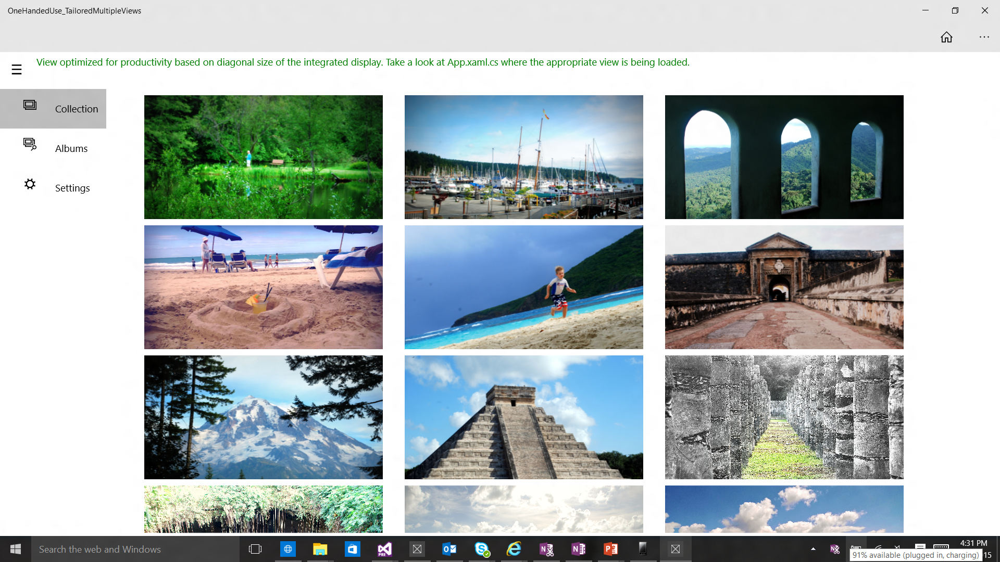 OneHandedUse_TailoredMultipleViews
View optimized for productivity based on diagonal size of the integrated display. Take a look at App.xaml.cs where the appropriate view is being loaded.
Collection
Albums
Settings
Search the web and Windows
PRE
4:31 PM
91% available (plugged in, charging)
15